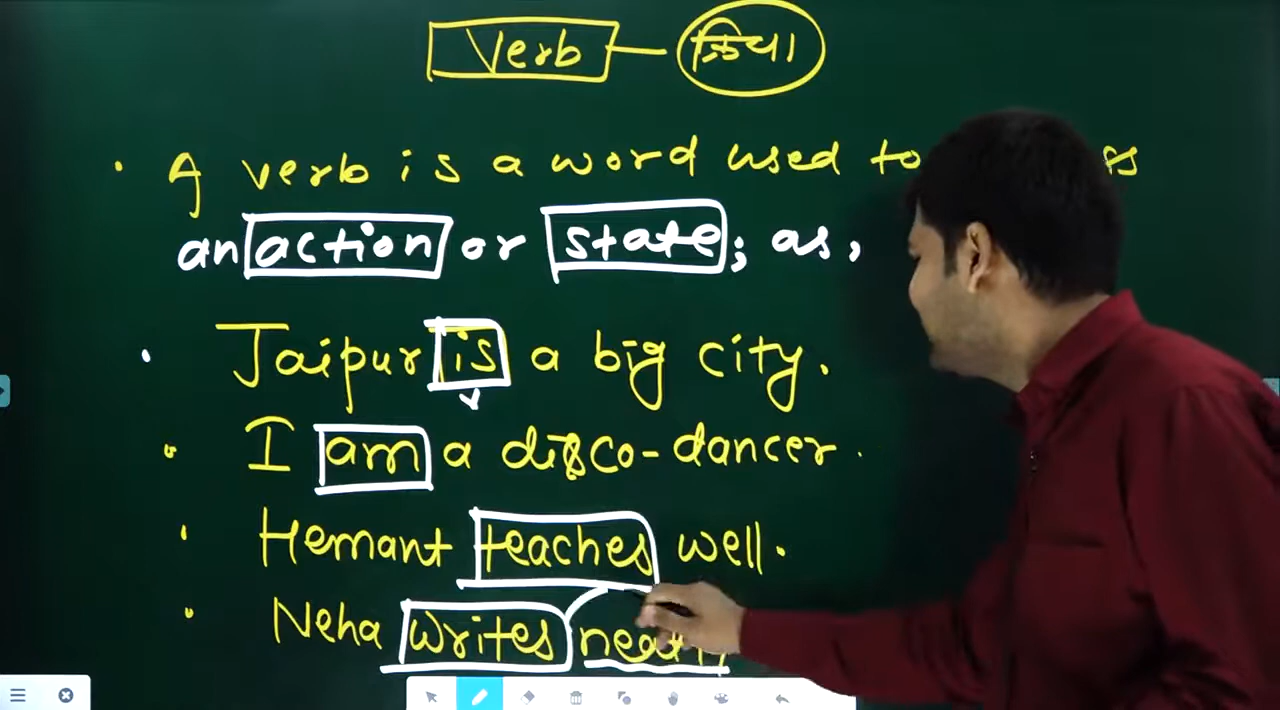 Verb — क्रिया
• A verb is a word used to
an action or state; as,
• Jaipur is a big city.
• I am a disco-dancer.
• Hemant teaches well.
• Neha writes